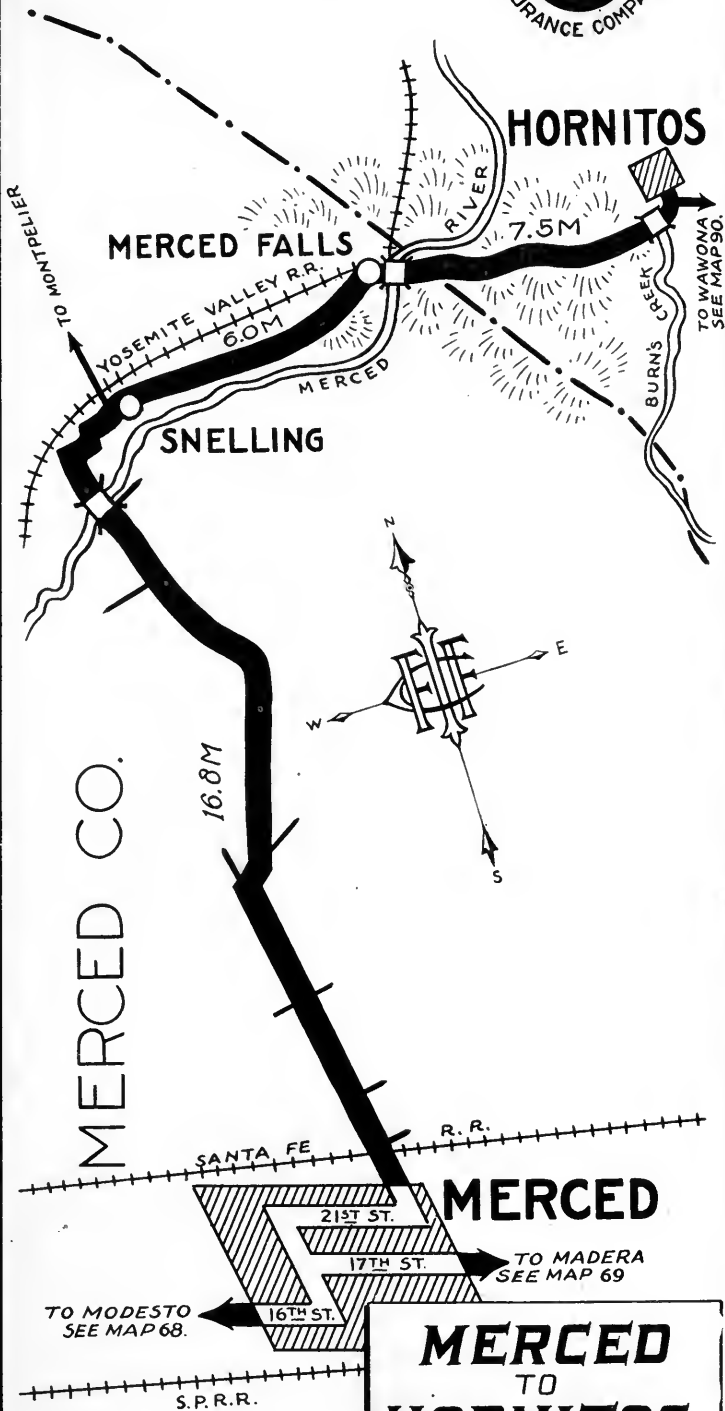 URANCE COMP
HORNITOS
RIVER
7.5M
MERCED FALLS
TO MONTPELIER
YOSEMITE VALLEY R.R.
6.0M
MERCED
BURN'S CREEK
TO WAWONA
SEE MAP 90
SNELLING
N
E
W
S
16.8M
MERCED CO.
SANTA FE R.R.
MERCED
21ST ST.
17TH ST.
TO MADERA
SEE MAP 69
TO MODESTO
SEE MAP 68.
16TH ST.
S.P.R.R.
MERCED
TO
HORNITOS